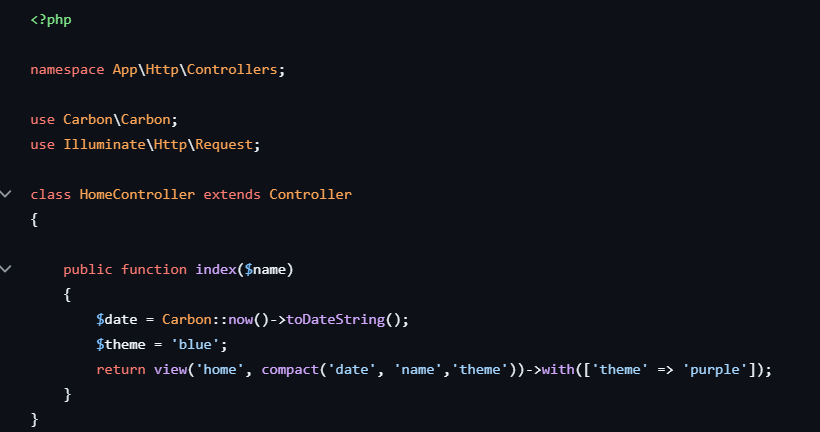 <?php
namespace App\Http\Controllers;
use Carbon\Carbon;
use Illuminate\Http\Request;
class HomeController extends Controller
{
    public function index($name)
    {
        $date = Carbon::now()->toDateString();
        $theme = 'blue';
        return view('home', compact('date', 'name','theme'))->with(['theme' => 'purple']);
    }
}